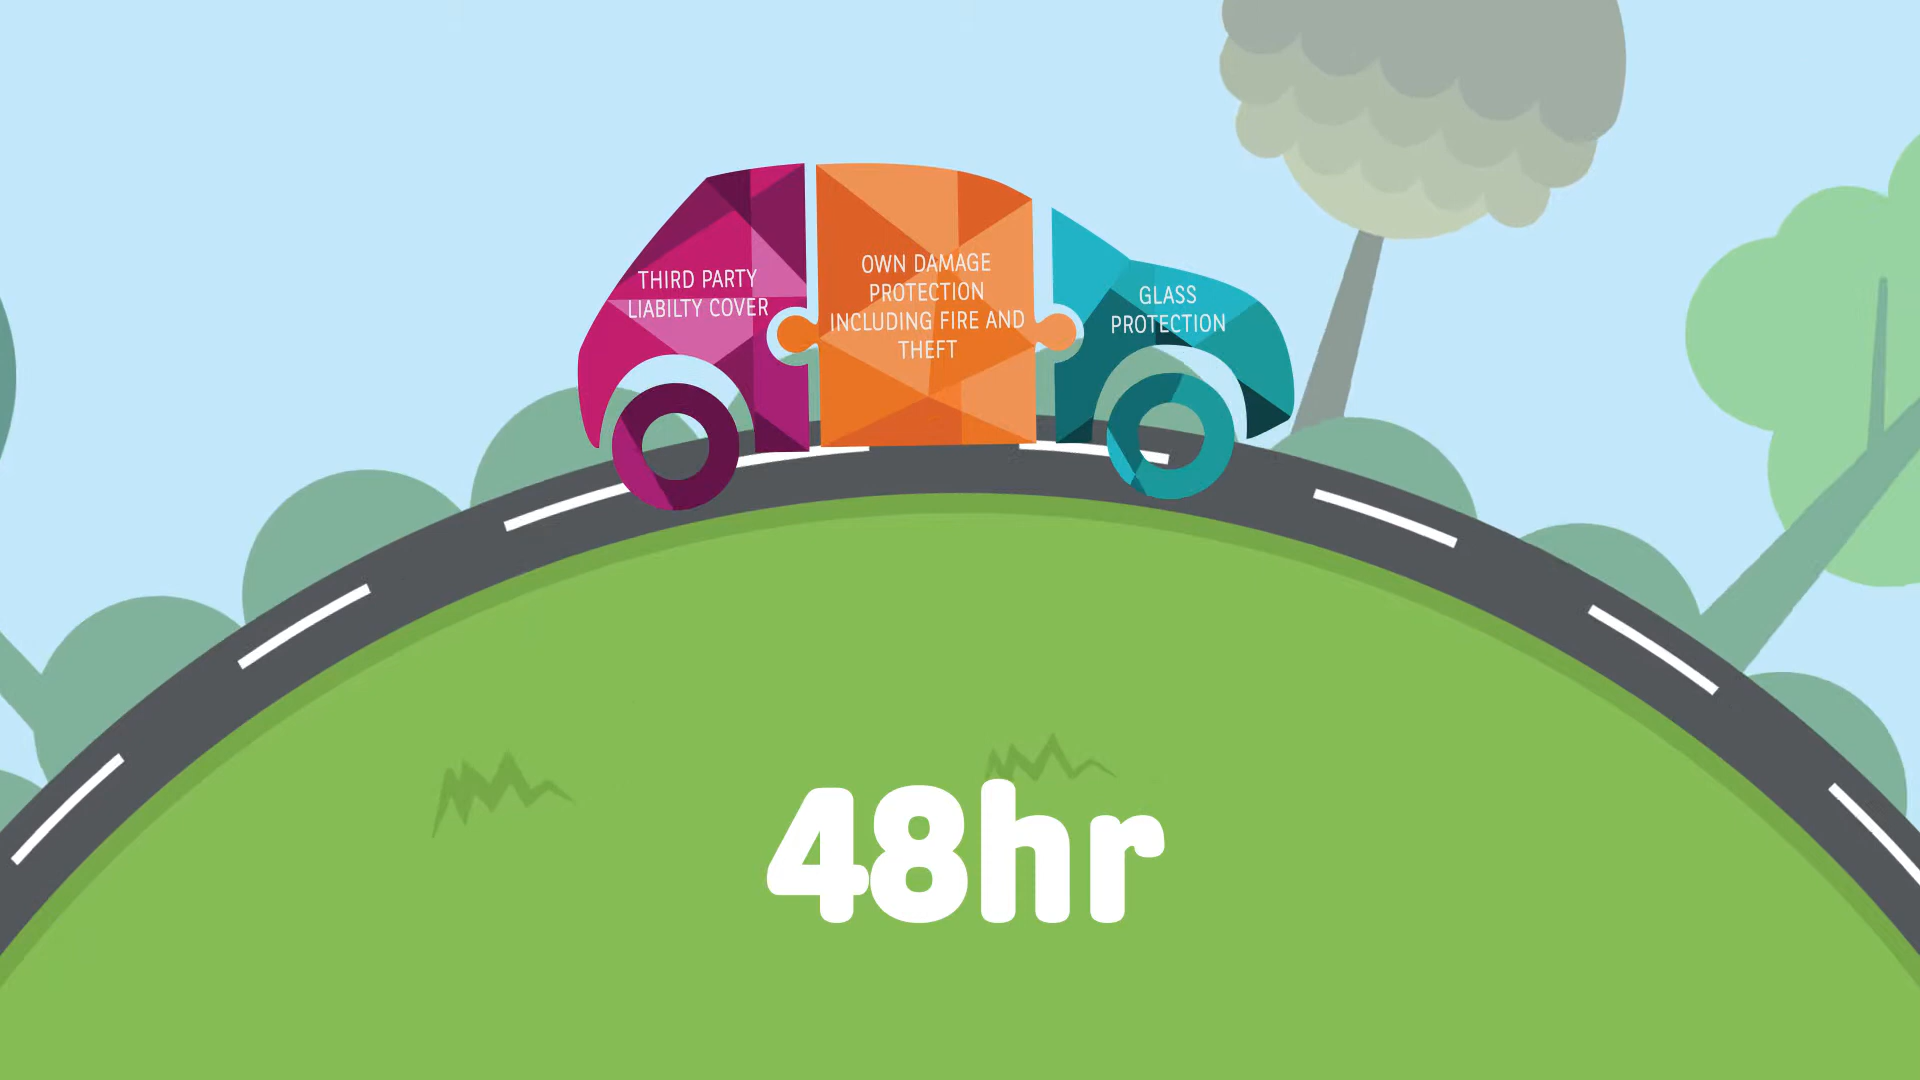 THIRD PARTY
LIABILTY COVER
OWN DAMAGE
PROTECTION
INCLUDING FIRE AND
THEFT
GLASS
PROTECTION
48hr